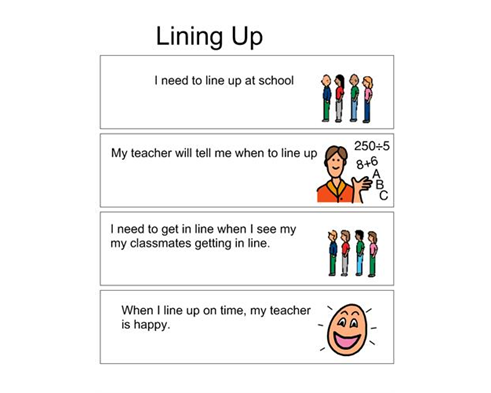 Lining Up
I need to line up at school
My teacher will tell me when to line up
250÷5
8+6
A
B
C
I need to get in line when I see my
my classmates getting in line.
When I line up on time, my teacher
is happy.